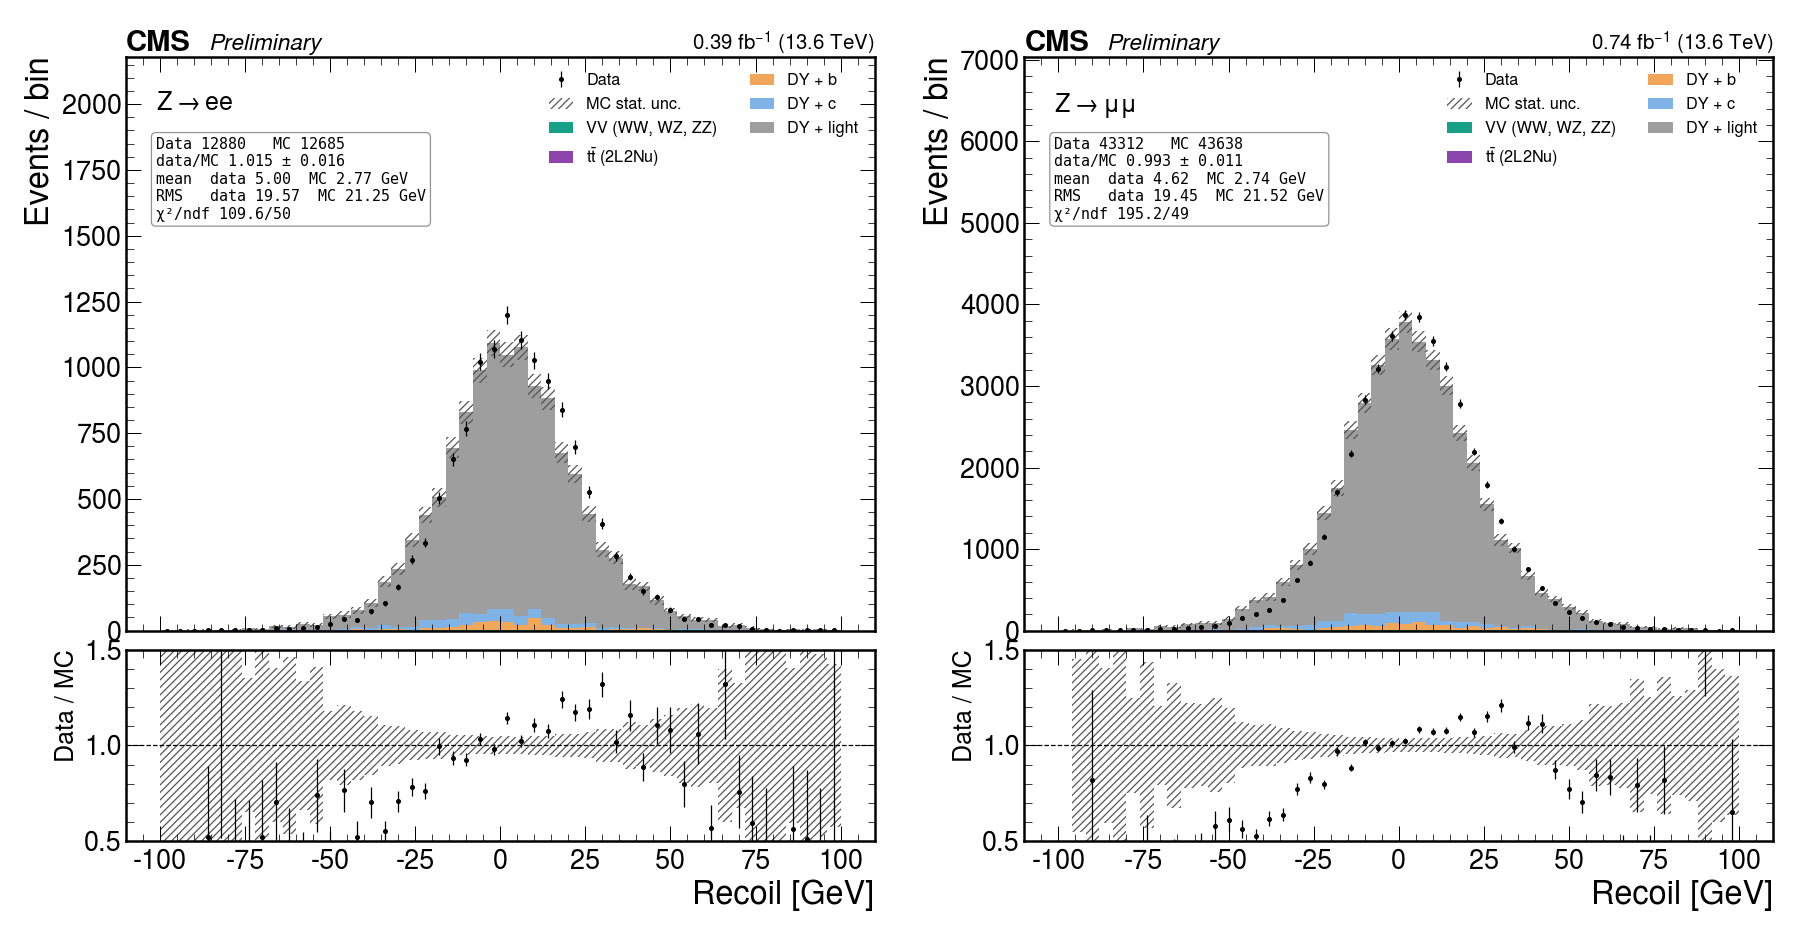 CMS Preliminary
0.39 fb⁻¹ (13.6 TeV)
Events / bin
Z → ee
Data 12880   MC 12685
data/MC 1.015 ± 0.016
mean  data 5.00  MC 2.77 GeV
RMS   data 19.57  MC 21.25 GeV
χ²/ndf 109.6/50
Data
MC stat. unc.
VV (WW, WZ, ZZ)
tt̄ (2L2Nu)
DY + b
DY + c
DY + light
2000
1750
1500
1250
1000
750
500
250
0
Data / MC
1.5
1.0
0.5
-100 -75 -50 -25 0 25 50 75 100
Recoil [GeV]
CMS Preliminary
0.74 fb⁻¹ (13.6 TeV)
Events / bin
Z → μμ
Data 43312   MC 43638
data/MC 0.993 ± 0.011
mean  data 4.62  MC 2.74 GeV
RMS   data 19.45  MC 21.52 GeV
χ²/ndf 195.2/49
Data
MC stat. unc.
VV (WW, WZ, ZZ)
tt̄ (2L2Nu)
DY + b
DY + c
DY + light
7000
6000
5000
4000
3000
2000
1000
0
Data / MC
1.5
1.0
0.5
-100 -75 -50 -25 0 25 50 75 100
Recoil [GeV]